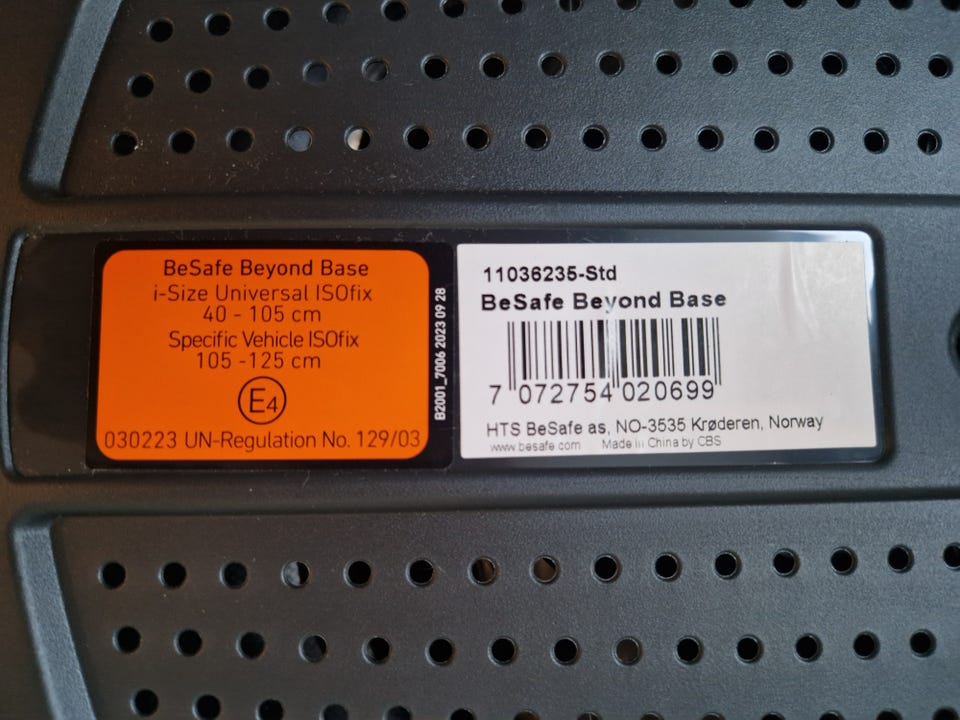 BeSafe Beyond Base
i-Size Universal ISOfix
40 - 105 cm
Specific Vehicle ISOfix
105 -125 cm
E4
030223 UN-Regulation No. 129/03
B2001_7006 2023 09 28
11036235-Std
BeSafe Beyond Base
7 072754 020699
HTS BeSafe as, NO-3535 Krøderen, Norway
www.besafe.com Made in China by CBS